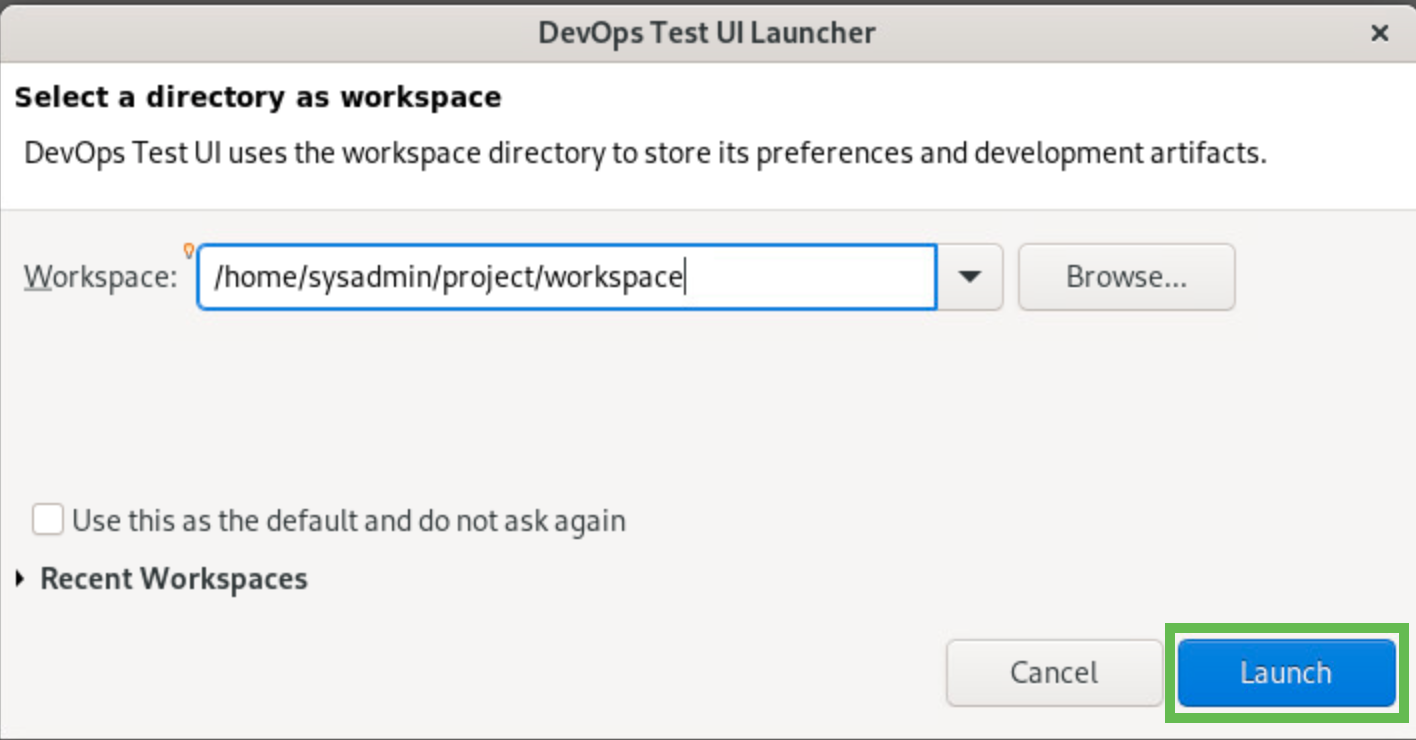 DevOps Test UI Launcher
Select a directory as workspace
DevOps Test UI uses the workspace directory to store its preferences and development artifacts.
Workspace: /home/sysadmin/project/workspace Browse...
Use this as the default and do not ask again
Recent Workspaces
Cancel Launch